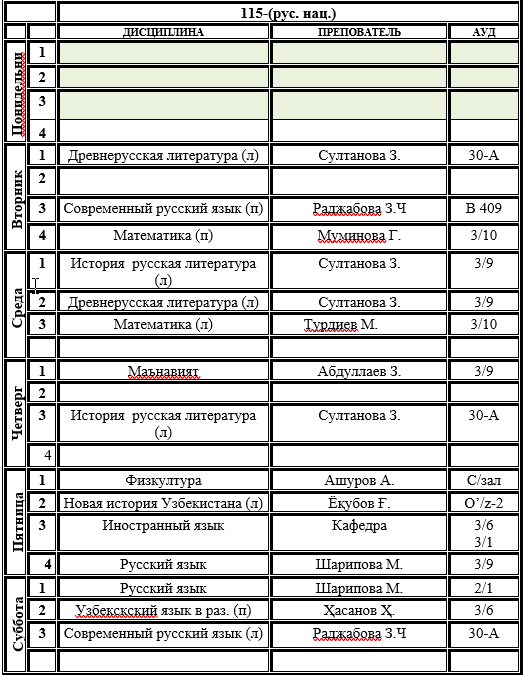 115-(рус. нац.)
ДИСЦИПЛИНА ПРЕПОВАТЕЛЬ АУД
Понидельни
1
2
3
4
Вторник
1 Древнерусская литература (л) Султанова З. 30-А
2
3 Современный русский язык (п) Раджабова З.Ч В 409
4 Математика (п) Муминова Г. 3/10
Среда
1 История русская литература (л) Султанова З. 3/9
2 Древнерусская литература (л) Султанова З. 3/9
3 Математика (л) Турдиев М. 3/10
Четверг
1 Маънавият Абдуллаев З. 3/9
2
3 История русская литература (л) Султанова З. 30-А
4
Пятница
1 Физкултура Ашуров А. С/зал
2 Новая история Узбекистана (л) Ёқубов Ғ. O’/z-2
3 Иностранный язык Кафедра 3/6
3/1
4 Русский язык Шарипова М. 3/9
Суббота
1 Русский язык Шарипова М. 2/1
2 Узбекскский язык в раз. (п) Ҳасанов Ҳ. 3/6
3 Современный русский язык (л) Раджабова З.Ч 30-А